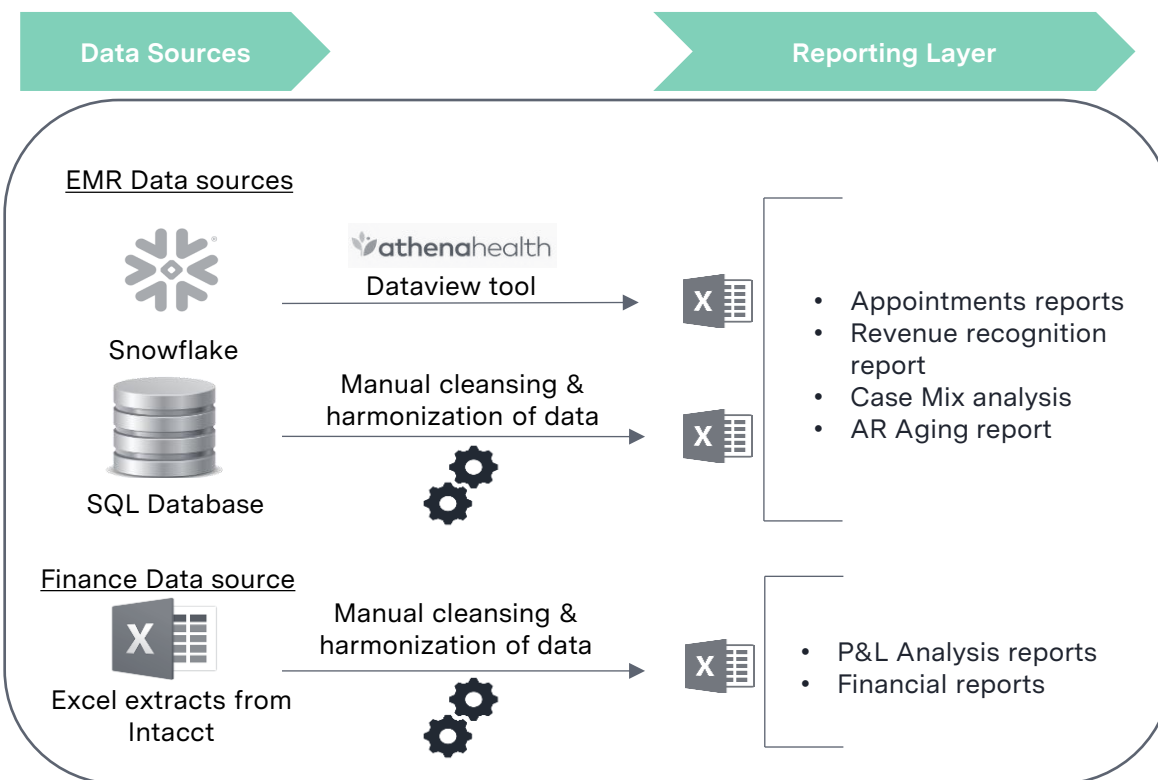 Data Sources
Reporting Layer
EMR Data sources
athenahealth
Dataview tool
Snowflake
X
Manual cleansing &
harmonization of data
SQL Database
X
• Appointments reports
• Revenue recognition
report
• Case Mix analysis
• AR Aging report
Finance Data source
X
Excel extracts from
Intacct
Manual cleansing &
harmonization of data
X
• P&L Analysis reports
• Financial reports